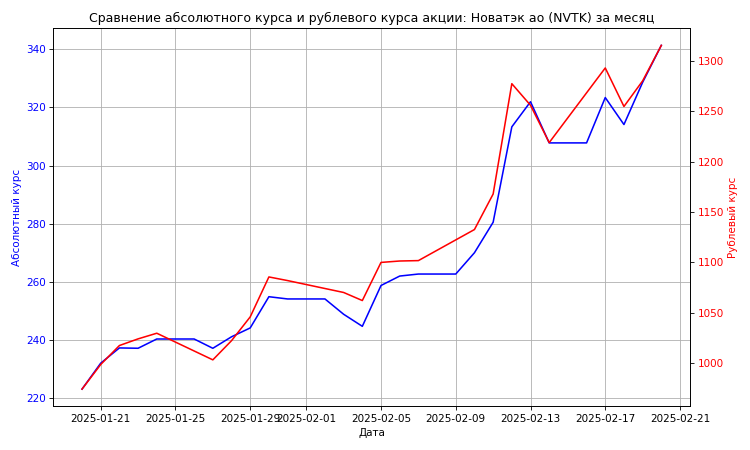 Сравнение абсолютного курса и рублевого курса акции: Новатэк ао (NVTK) за месяц
Абсолютный курс
340
320
300
280
260
240
220
1300
1250
1200
1150
1100
1050
1000
Рублевый курс
2025-01-21 2025-01-25 2025-01-29 2025-02-01 2025-02-05 2025-02-09 2025-02-13 2025-02-17 2025-02-21
Дата